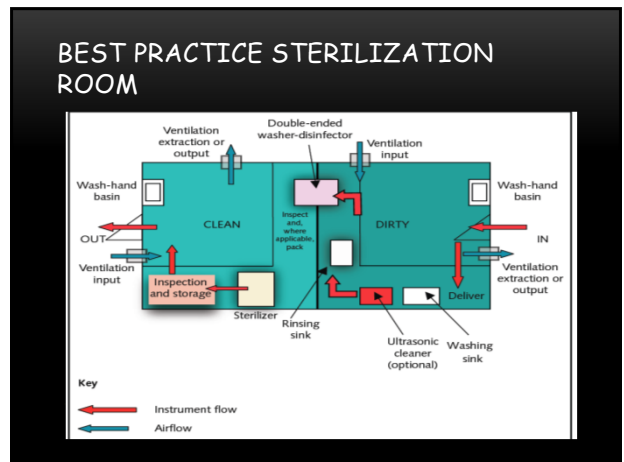 BEST PRACTICE STERILIZATION
ROOM
Ventilation
extraction or
output
Double-ended
washer-disinfector
Ventilation
input
Wash-hand
basin
Wash-hand
basin
CLEAN
Inspect
and,
where
applicable,
pack
DIRTY
OUT
IN
Ventilation
input
Ventilation
extraction or
output
Inspection
and storage
Deliver
Sterilizer
Rinsing
sink
Ultrasonic
cleaner
(optional)
Washing
sink
Key
Instrument flow
Airflow